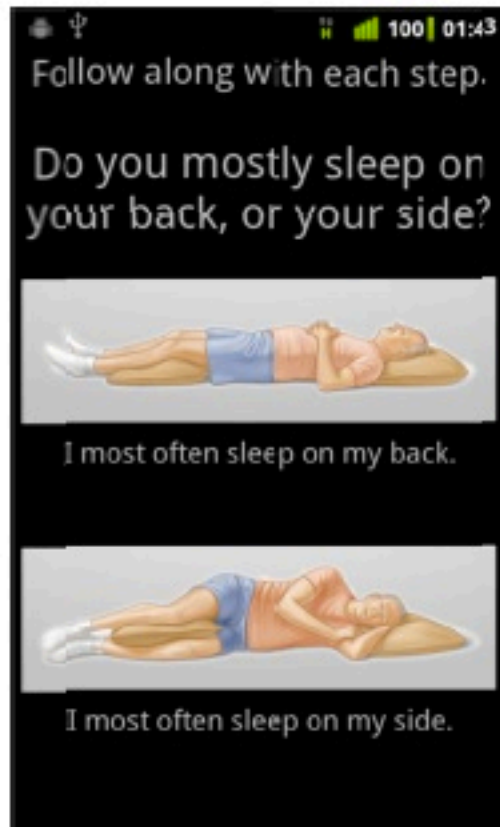 100 01:43
Follow along with each step.
Do you mostly sleep on
your back, or your side?
I most often sleep on my back.
I most often sleep on my side.